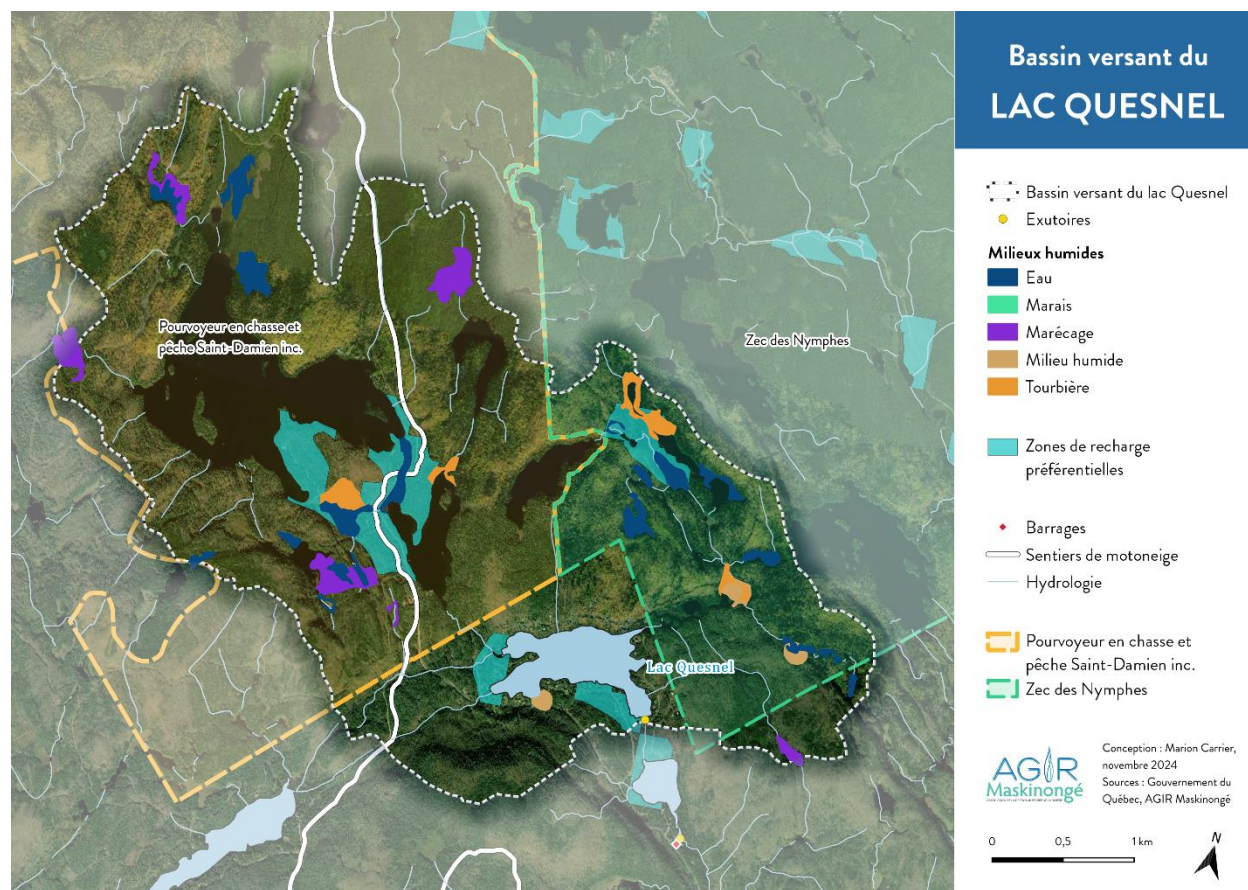 Bassin versant du
LAC QUESNEL
Bassin versant du lac Quesnel
Exutoires
Milieux humides
Eau
Marais
Marécage
Milieu humide
Tourbière
Zones de recharge
préférentielles
Barrages
Sentiers de motoneige
Hydrologie
Pourvoyeur en chasse et
pêche Saint-Damien inc.
Zec des Nymphes
AGIR
Maskinongé
Conception : Marion Carrier,
novembre 2024
Sources : Gouvernement du
Québec, AGIR Maskinongé
0 0,5 1 km
N
Pourvoyeur en chasse et
pêche Saint-Damien inc.
Zec des Nymphes
Lac Quesnel